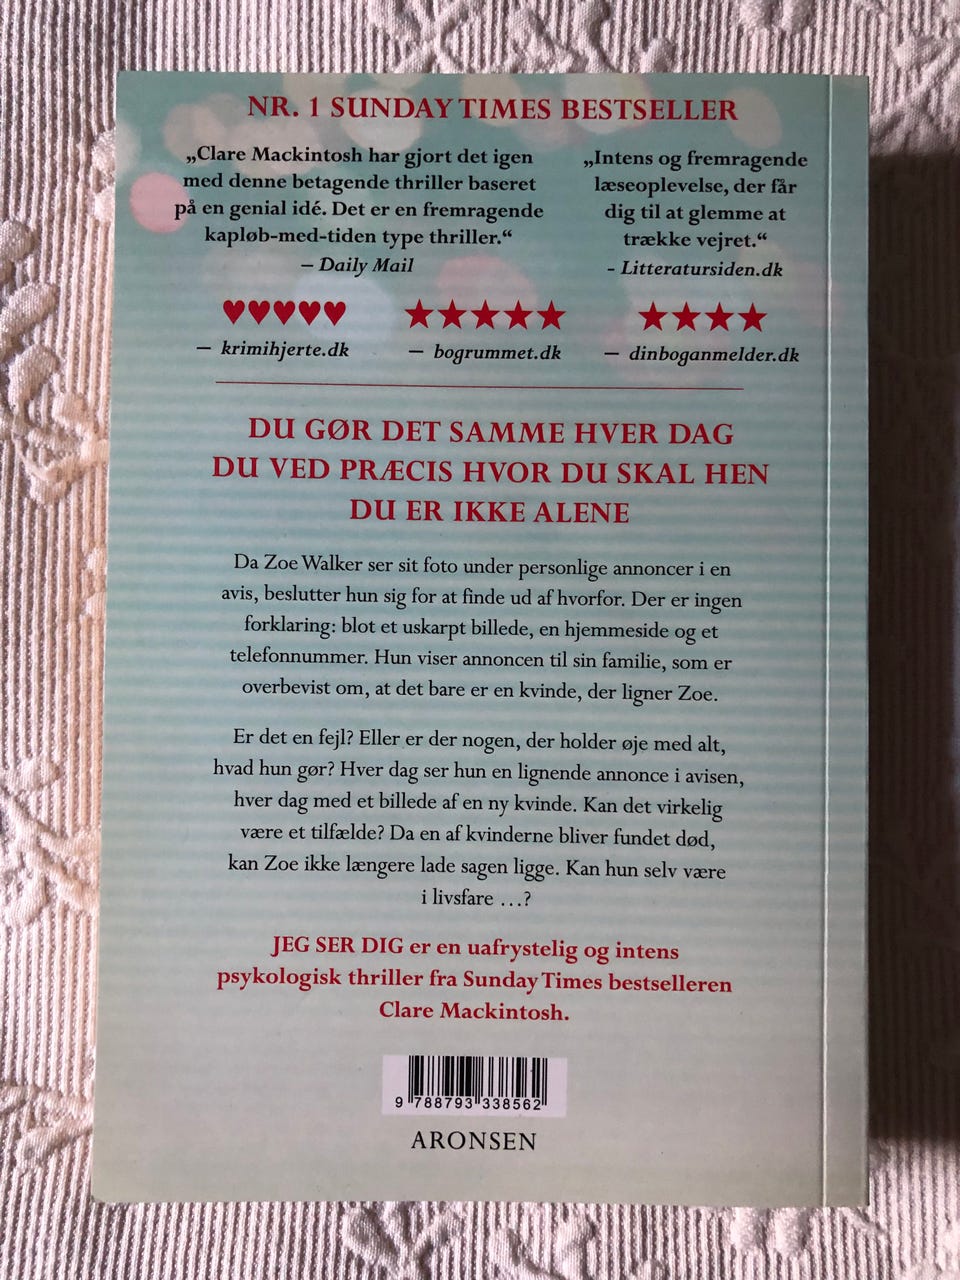 NR. 1 SUNDAY TIMES BESTSELLER
„Clare Mackintosh har gjort det igen
med denne betagende thriller baseret
på en genial idé. Det er en fremragende
kapløb-med-tiden type thriller.“
– Daily Mail
„Intens og fremragende
læseoplevelse, der får
dig til at glemme at
trække vejret.“
- Litteratursiden.dk
♥♥♥♥♥
— krimihjerte.dk
★★★★★
— bogrummet.dk
★★★★
— dinboganmelder.dk
DU GØR DET SAMME HVER DAG
DU VED PRÆCIS HVOR DU SKAL HEN
DU ER IKKE ALENE
Da Zoe Walker ser sit foto under personlige annoncer i en
avis, beslutter hun sig for at finde ud af hvorfor. Der er ingen
forklaring: blot et uskarpt billede, en hjemmeside og et
telefonnummer. Hun viser annoncen til sin familie, som er
overbevist om, at det bare er en kvinde, der ligner Zoe.
Er det en fejl? Eller er der nogen, der holder øje med alt,
hvad hun gør? Hver dag ser hun en lignende annonce i avisen,
hver dag med et billede af en ny kvinde. Kan det virkelig
være et tilfælde? Da en af kvinderne bliver fundet død,
kan Zoe ikke længere lade sagen ligge. Kan hun selv være
i livsfare …?
JEG SER DIG er en uafrystelig og intens
psykologisk thriller fra Sunday Times bestselleren
Clare Mackintosh.
9 788793 338562
ARONSEN